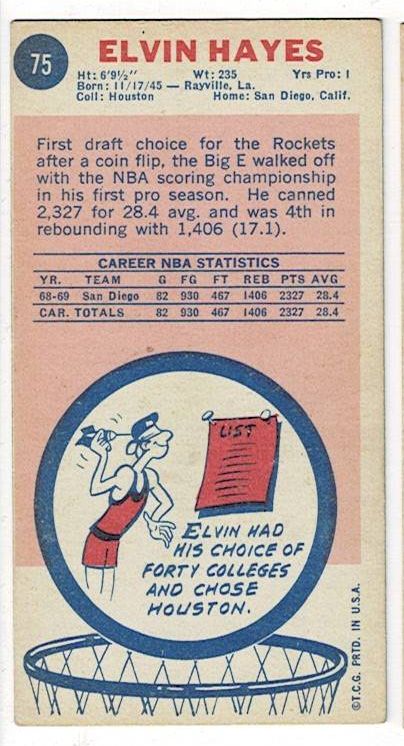 75
ELVIN HAYES
Ht: 6'9½" Wt: 235 Yrs Pro: 1
Born: 11/17/45 — Rayville, La.
Coll: Houston Home: San Diego, Calif.
First draft choice for the Rockets
after a coin flip, the Big E walked off
with the NBA scoring championship
in his first pro season. He canned
2,327 for 28.4 avg. and was 4th in
rebounding with 1,406 (17.1).
CAREER NBA STATISTICS
YR. TEAM G FG FT REB PTS AVG
68-69 San Diego 82 930 467 1406 2327 28.4
CAR. TOTALS 82 930 467 1406 2327 28.4
LIST
ELVIN HAD
HIS CHOICE OF
FORTY COLLEGES
AND CHOSE
HOUSTON.
©T.C.G. PRTD. IN U.S.A.